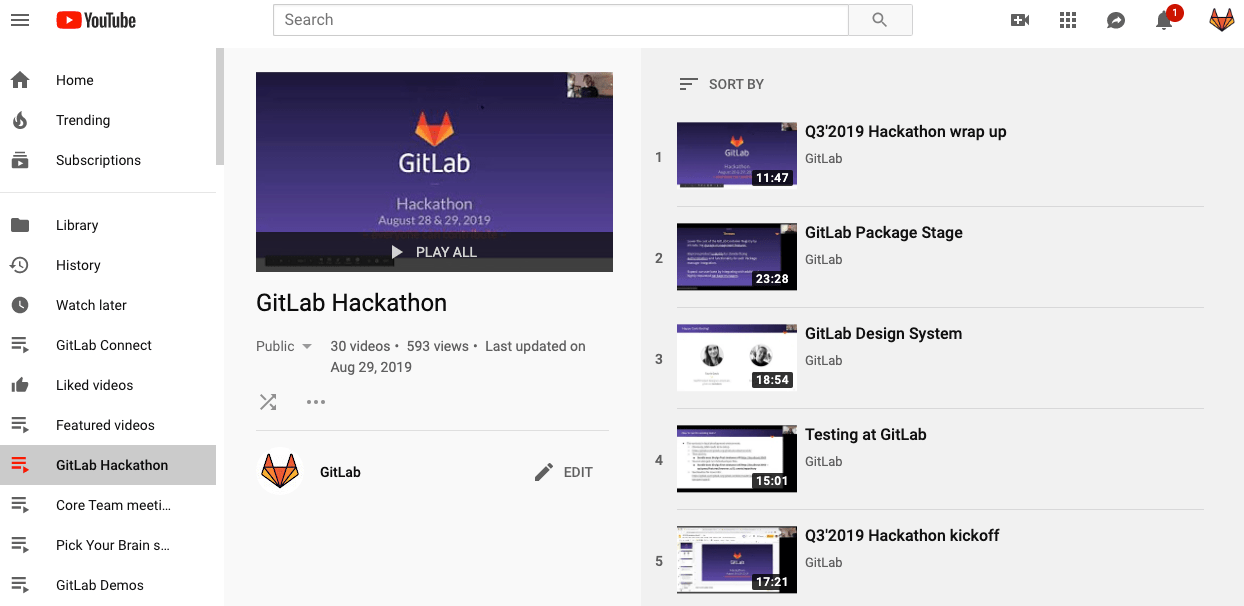 YouTube
Search
1
Home
Trending
Subscriptions
Library
History
Watch later
GitLab Connect
Liked videos
Featured videos
GitLab Hackathon
Core Team meeti...
Pick Your Brain s...
GitLab Demos
GitLab
Hackathon
August 28 & 29, 2019
PLAY ALL
GitLab Hackathon
Public 30 videos • 593 views • Last updated on
Aug 29, 2019
GitLab
EDIT
SORT BY
1
GitLab
Hackathon
11:47
Q3'2019 Hackathon wrap up
GitLab
2
23:28
GitLab Package Stage
GitLab
3
18:54
GitLab Design System
GitLab
4
15:01
Testing at GitLab
GitLab
5
17:21
Q3'2019 Hackathon kickoff
GitLab